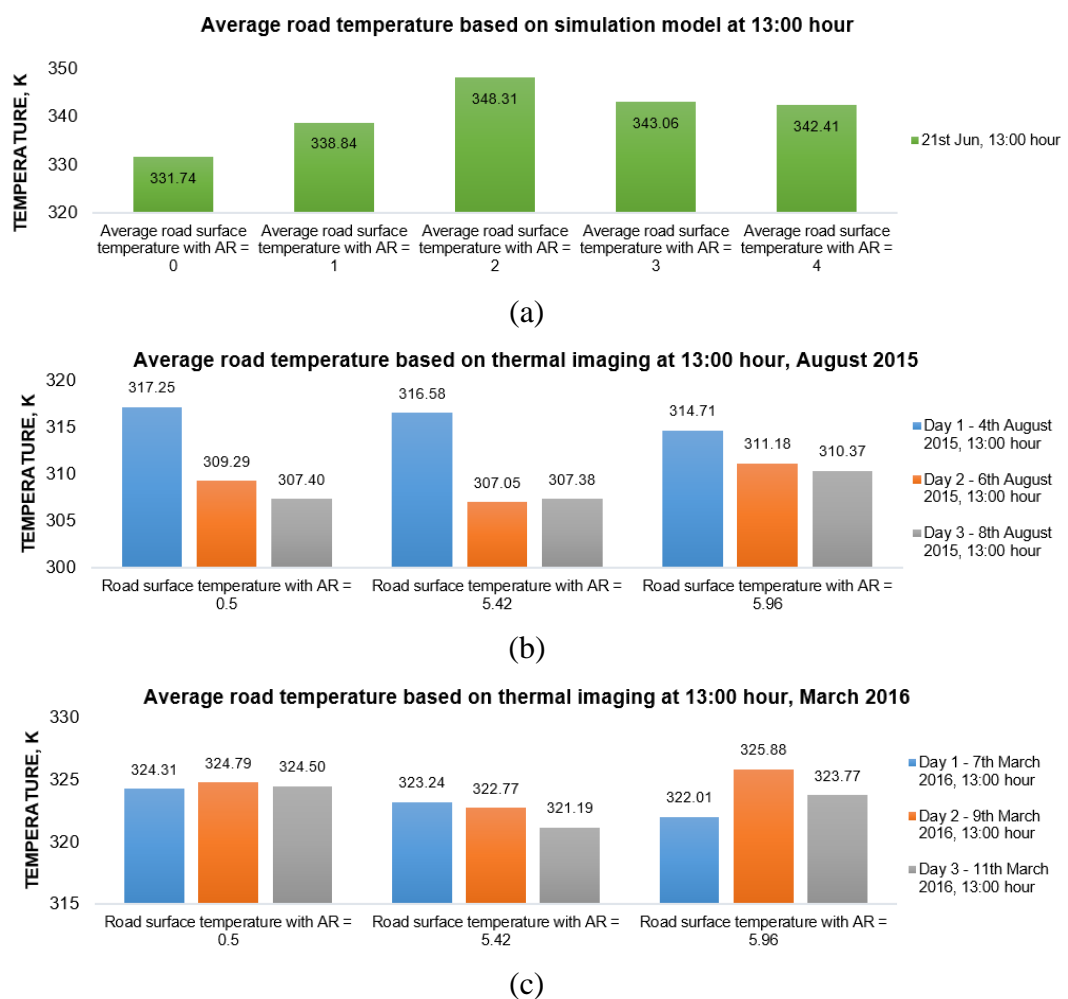 Average road temperature based on simulation model at 13:00 hour
TEMPERATURE, K
350
340
330
320
331.74
338.84
348.31
343.06
342.41
Average road surface
temperature with AR =
0
Average road surface
temperature with AR =
1
Average road surface
temperature with AR =
2
Average road surface
temperature with AR =
3
Average road surface
temperature with AR =
4
21st Jun, 13:00 hour
(a)
Average road temperature based on thermal imaging at 13:00 hour, August 2015
TEMPERATURE, K
320
315
310
305
300
317.25
309.29
307.40
316.58
307.05
307.38
314.71
311.18
310.37
Road surface temperature with AR =
0.5
Road surface temperature with AR =
5.42
Road surface temperature with AR =
5.96
Day 1 - 4th August
2015, 13:00 hour
Day 2 - 6th August
2015, 13:00 hour
Day 3 - 8th August
2015, 13:00 hour
(b)
Average road temperature based on thermal imaging at 13:00 hour, March 2016
TEMPERATURE, K
330
325
320
315
324.31
324.79
324.50
323.24
322.77
321.19
322.01
325.88
323.77
Road surface temperature with AR =
0.5
Road surface temperature with AR =
5.42
Road surface temperature with AR =
5.96
Day 1 - 7th March
2016, 13:00 hour
Day 2 - 9th March
2016, 13:00 hour
Day 3 - 11th March
2016, 13:00 hour
(c)